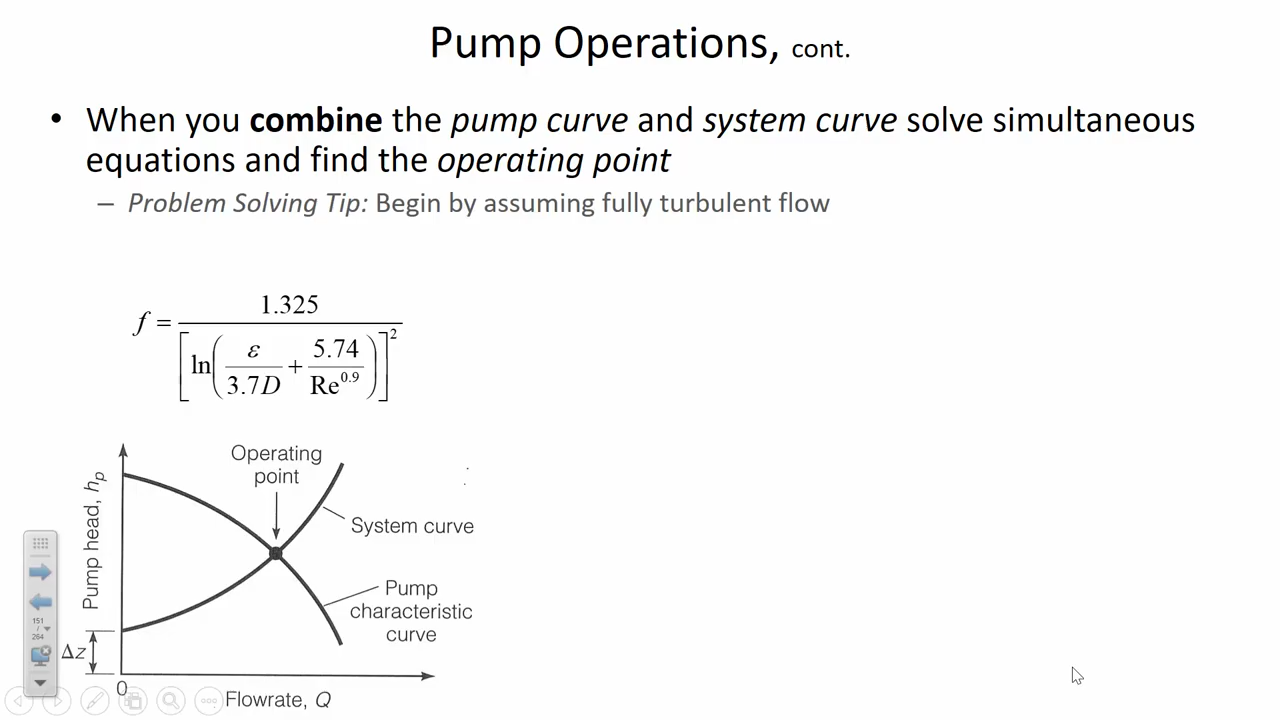 Pump Operations, cont.
• When you combine the pump curve and system curve solve simultaneous
equations and find the operating point
– Problem Solving Tip: Begin by assuming fully turbulent flow
f = 1.325 / [ln(ε/3.7D + 5.74/Re^0.9)]^2
Operating
point
Pump head, h_p
System curve
Pump
characteristic
curve
Δz
0
Flowrate, Q
151
/
264